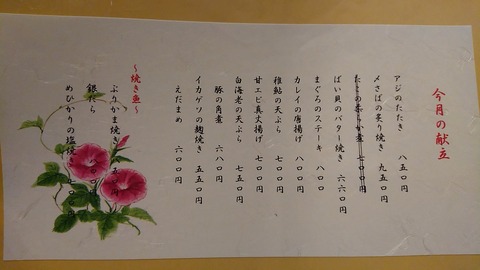 今月の献立
アジのたたき 八五〇円
〆さばの炙り焼き 九五〇円
たこの柔らか煮 七〇〇円
ばい貝のバター焼き 六六〇円
まぐろのステーキ 八〇〇
カレイの唐揚げ 八〇〇円
稚鮎の天ぷら 七〇〇円
甘エビ真丈揚げ 七〇〇円
白海老の天ぷら 七五〇円
豚の角煮 六八〇円
イカゲソの麹焼き 五五〇円
えだまめ 六〇〇円
～焼き魚～
ぶりかま焼き
銀だら
めひかりの塩焼き